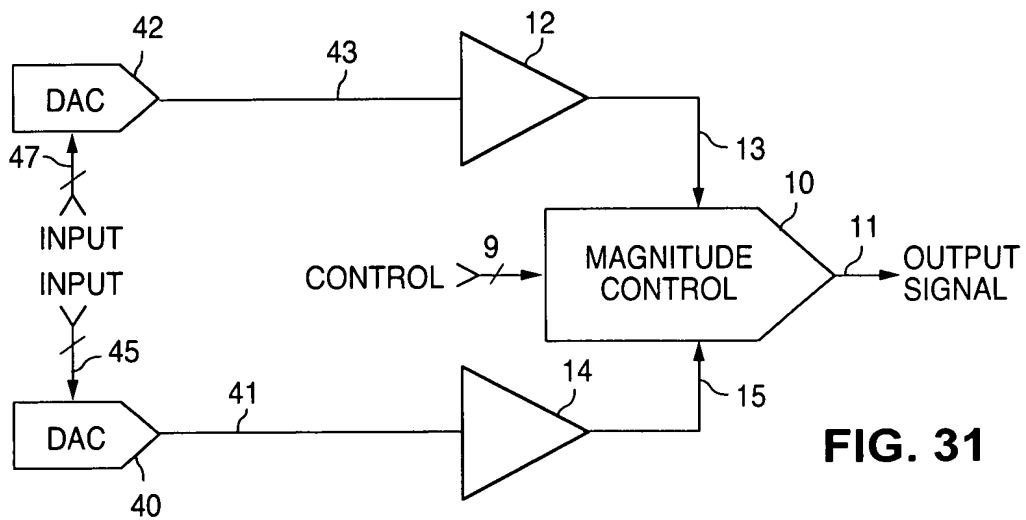 42
43
12
DAC
47
13
INPUT
10
9
11
CONTROL
MAGNITUDE
CONTROL
OUTPUT
SIGNAL
INPUT
45
15
41
14
DAC
40
FIG. 31